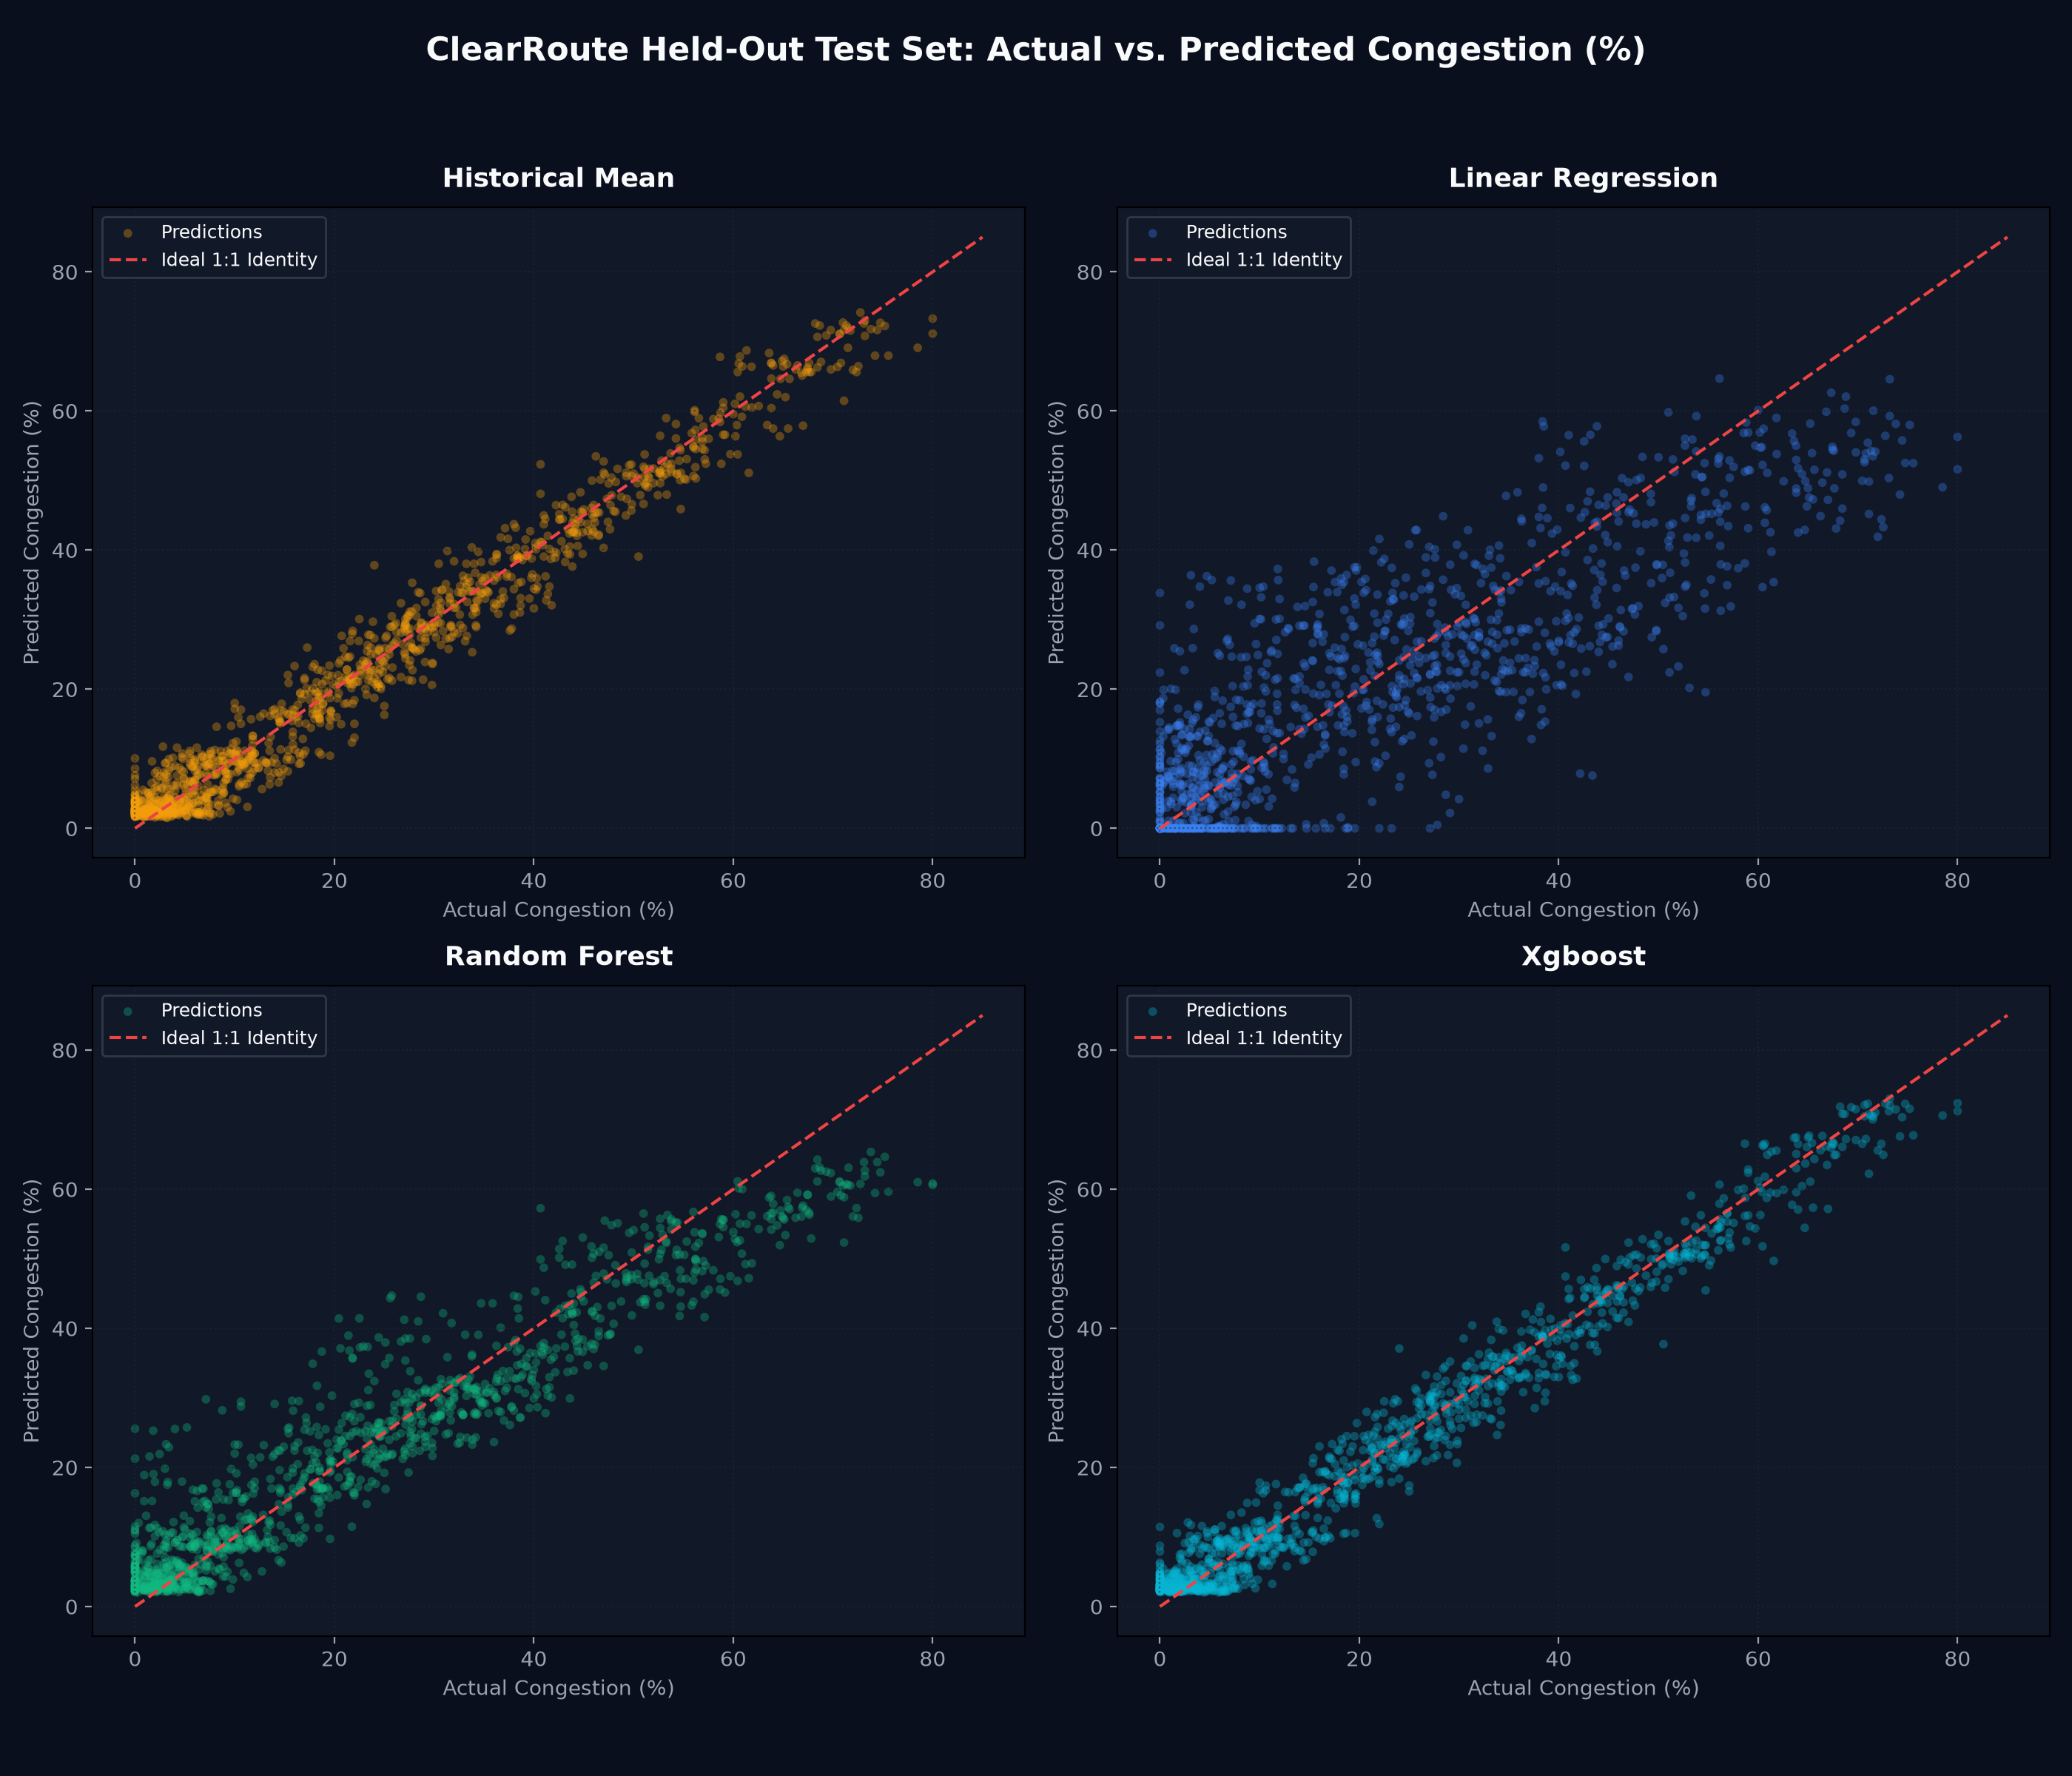 ClearRoute Held-Out Test Set: Actual vs. Predicted Congestion (%)
Historical Mean
Predictions
Ideal 1:1 Identity
80
60
40
20
0
Predicted Congestion (%)
0 20 40 60 80
Actual Congestion (%)
Linear Regression
Predictions
Ideal 1:1 Identity
80
60
40
20
0
Predicted Congestion (%)
0 20 40 60 80
Actual Congestion (%)
Random Forest
Predictions
Ideal 1:1 Identity
80
60
40
20
0
Predicted Congestion (%)
0 20 40 60 80
Actual Congestion (%)
Xgboost
Predictions
Ideal 1:1 Identity
80
60
40
20
0
Predicted Congestion (%)
0 20 40 60 80
Actual Congestion (%)